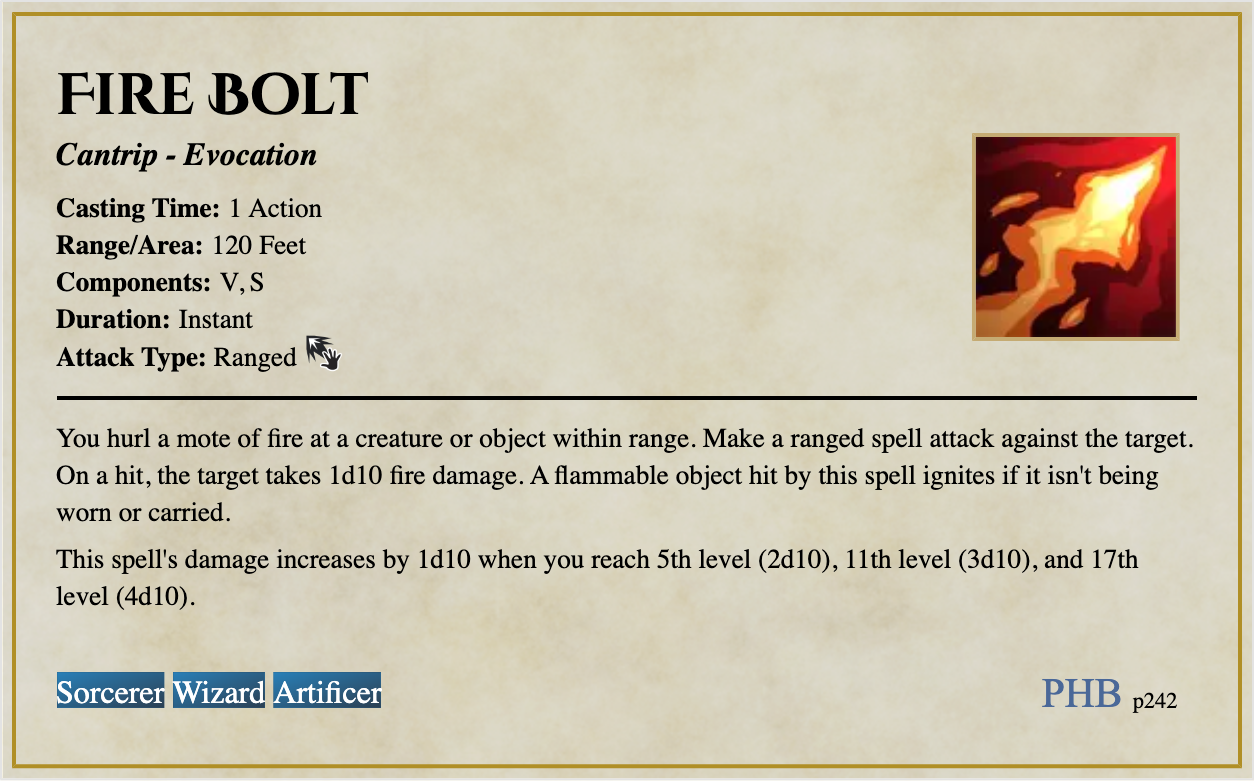 Fire Bolt
Cantrip - Evocation
Casting Time: 1 Action
Range/Area: 120 Feet
Components: V, S
Duration: Instant
Attack Type: Ranged
You hurl a mote of fire at a creature or object within range. Make a ranged spell attack against the target.
On a hit, the target takes 1d10 fire damage. A flammable object hit by this spell ignites if it isn't being
worn or carried.
This spell's damage increases by 1d10 when you reach 5th level (2d10), 11th level (3d10), and 17th
level (4d10).
Sorcerer Wizard Artificer
PHB p242